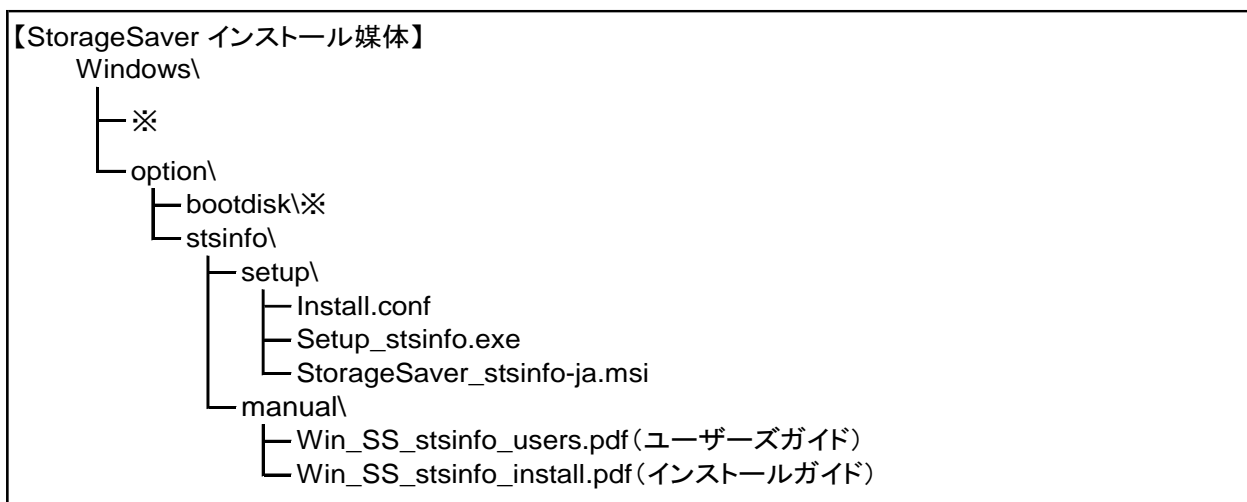 【StorageSaver インストール媒体】
Windows\
※
option\
bootdisk\※
stsinfo\
setup\
Install.conf
Setup_stsinfo.exe
StorageSaver_stsinfo-ja.msi
manual\
Win_SS_stsinfo_users.pdf（ユーザーズガイド）
Win_SS_stsinfo_install.pdf（インストールガイド）